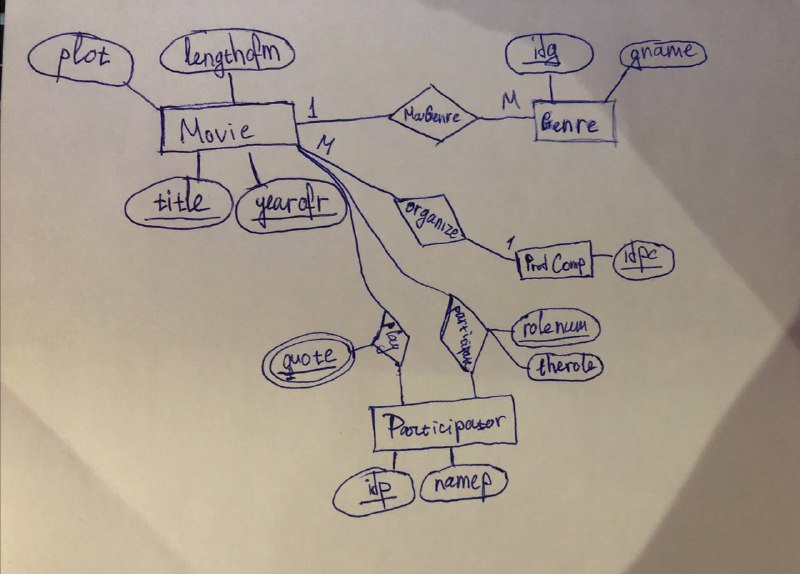 plot
lengthofm
idg
gname
Movie
1
MovGenre
M
Genre
M
title
yearofr
organize
1
Prod Comp
idpc
quote
play
participate
rolenum
therole
Participator
idp
namep